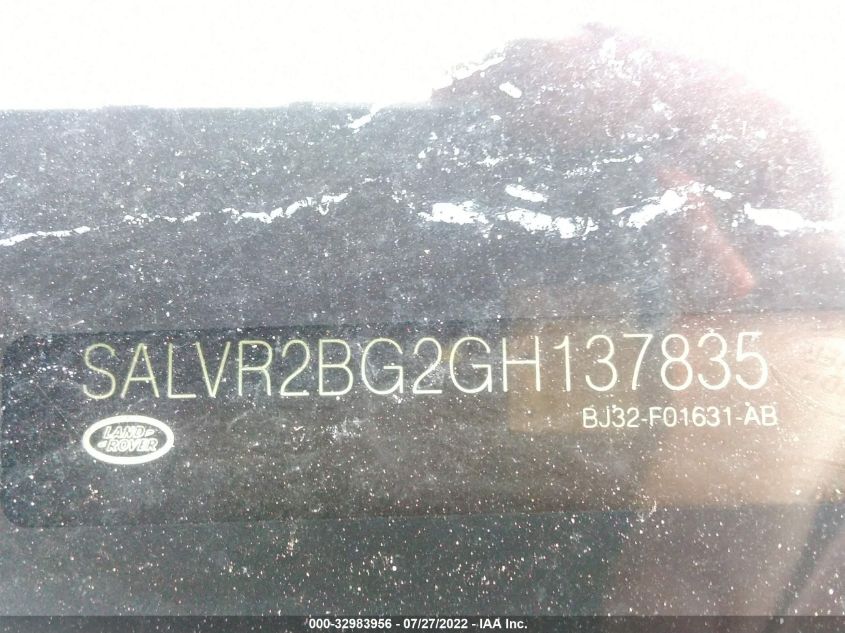 SALVR2BG2GH137835
BJ32-F01631-AB
LAND-
-ROVER
000-32983956 - 07/27/2022 - IAA Inc.